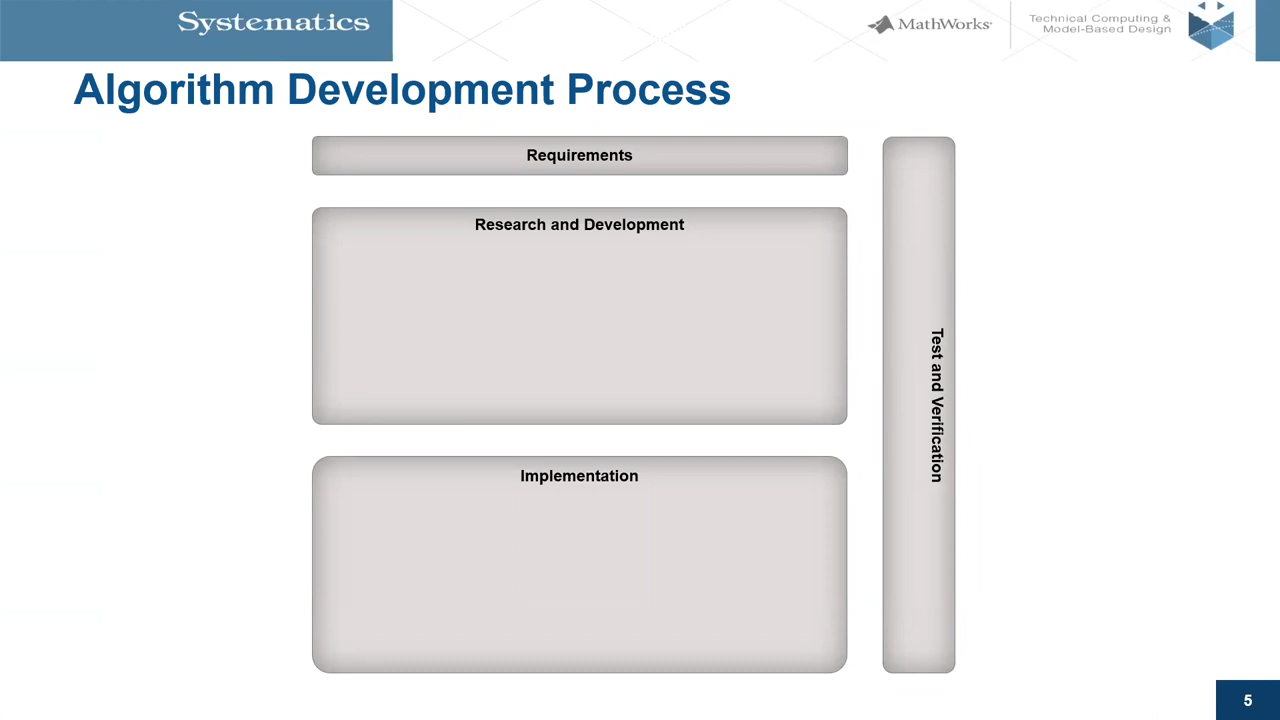 Systematics
MathWorks
Technical Computing &
Model-Based Design
Algorithm Development Process
Requirements
Research and Development
Implementation
Test and Verification
5